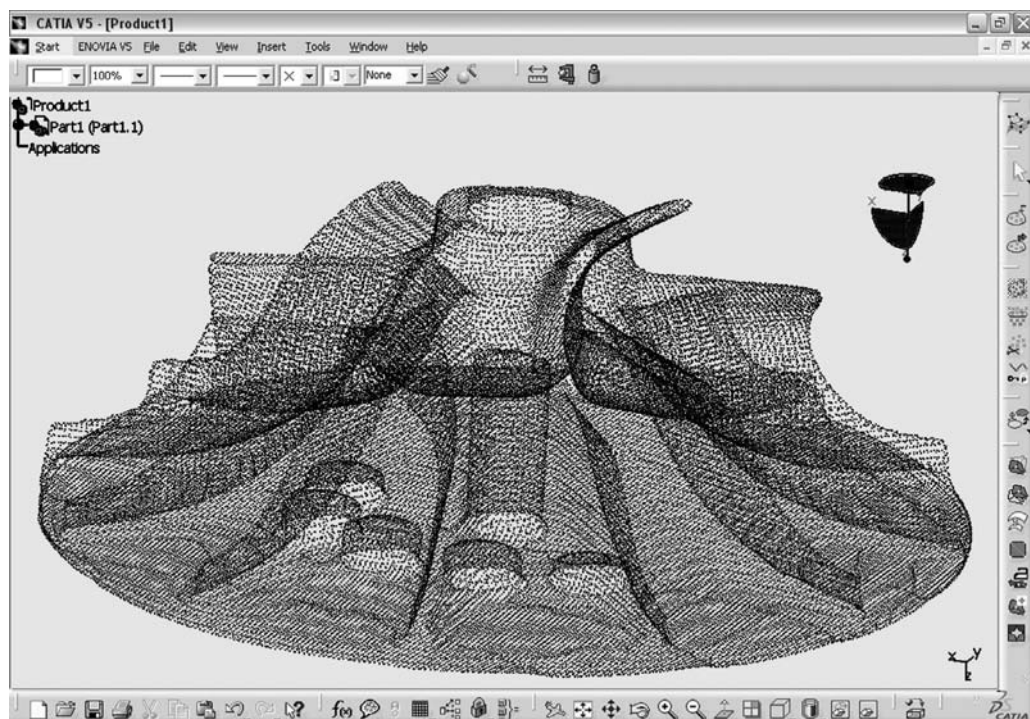 CATIA V5 - [Product1]
Start ENOVIA V5 File Edit View Insert Tools Window Help
100% None
Product1
Part1 (Part1.1)
Applications
x
x y
z
f(x)
CATIA